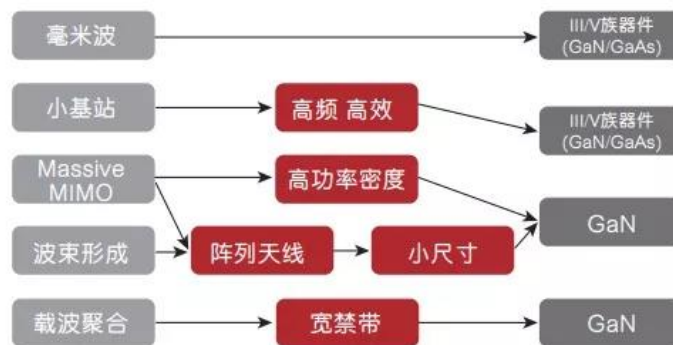 毫米波
III/V族器件
(GaN/GaAs)
小基站
高频 高效
III/V族器件
(GaN/GaAs)
Massive
MIMO
高功率密度
GaN
波束形成
阵列天线
小尺寸
载波聚合
宽禁带
GaN